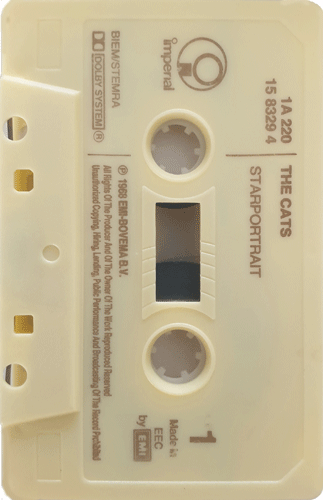 imperial
1A 220
15 8329 4
THE CATS
STARPORTRAIT
BIEM/STEMRA
DOLBY SYSTEM ®
℗ 1988 EMI-BOVEMA B.V.
All Rights Of The Producer And Of The Owner Of The Work Reproduced Reserved
Unauthorized Copying, Hiring, Lending, Public Performance And Broadcasting Of The Record Prohibited
1
Made in
EEC
by EMI